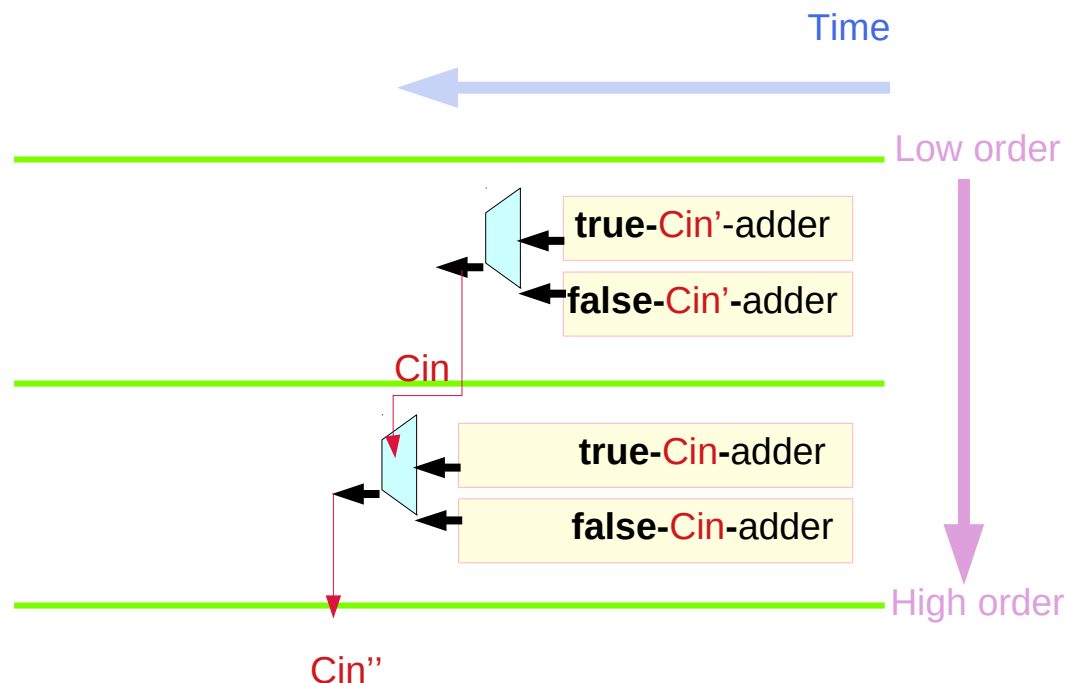 Time
Low order
true-Cin’-adder
false-Cin’-adder
Cin
true-Cin-adder
false-Cin-adder
High order
Cin’’